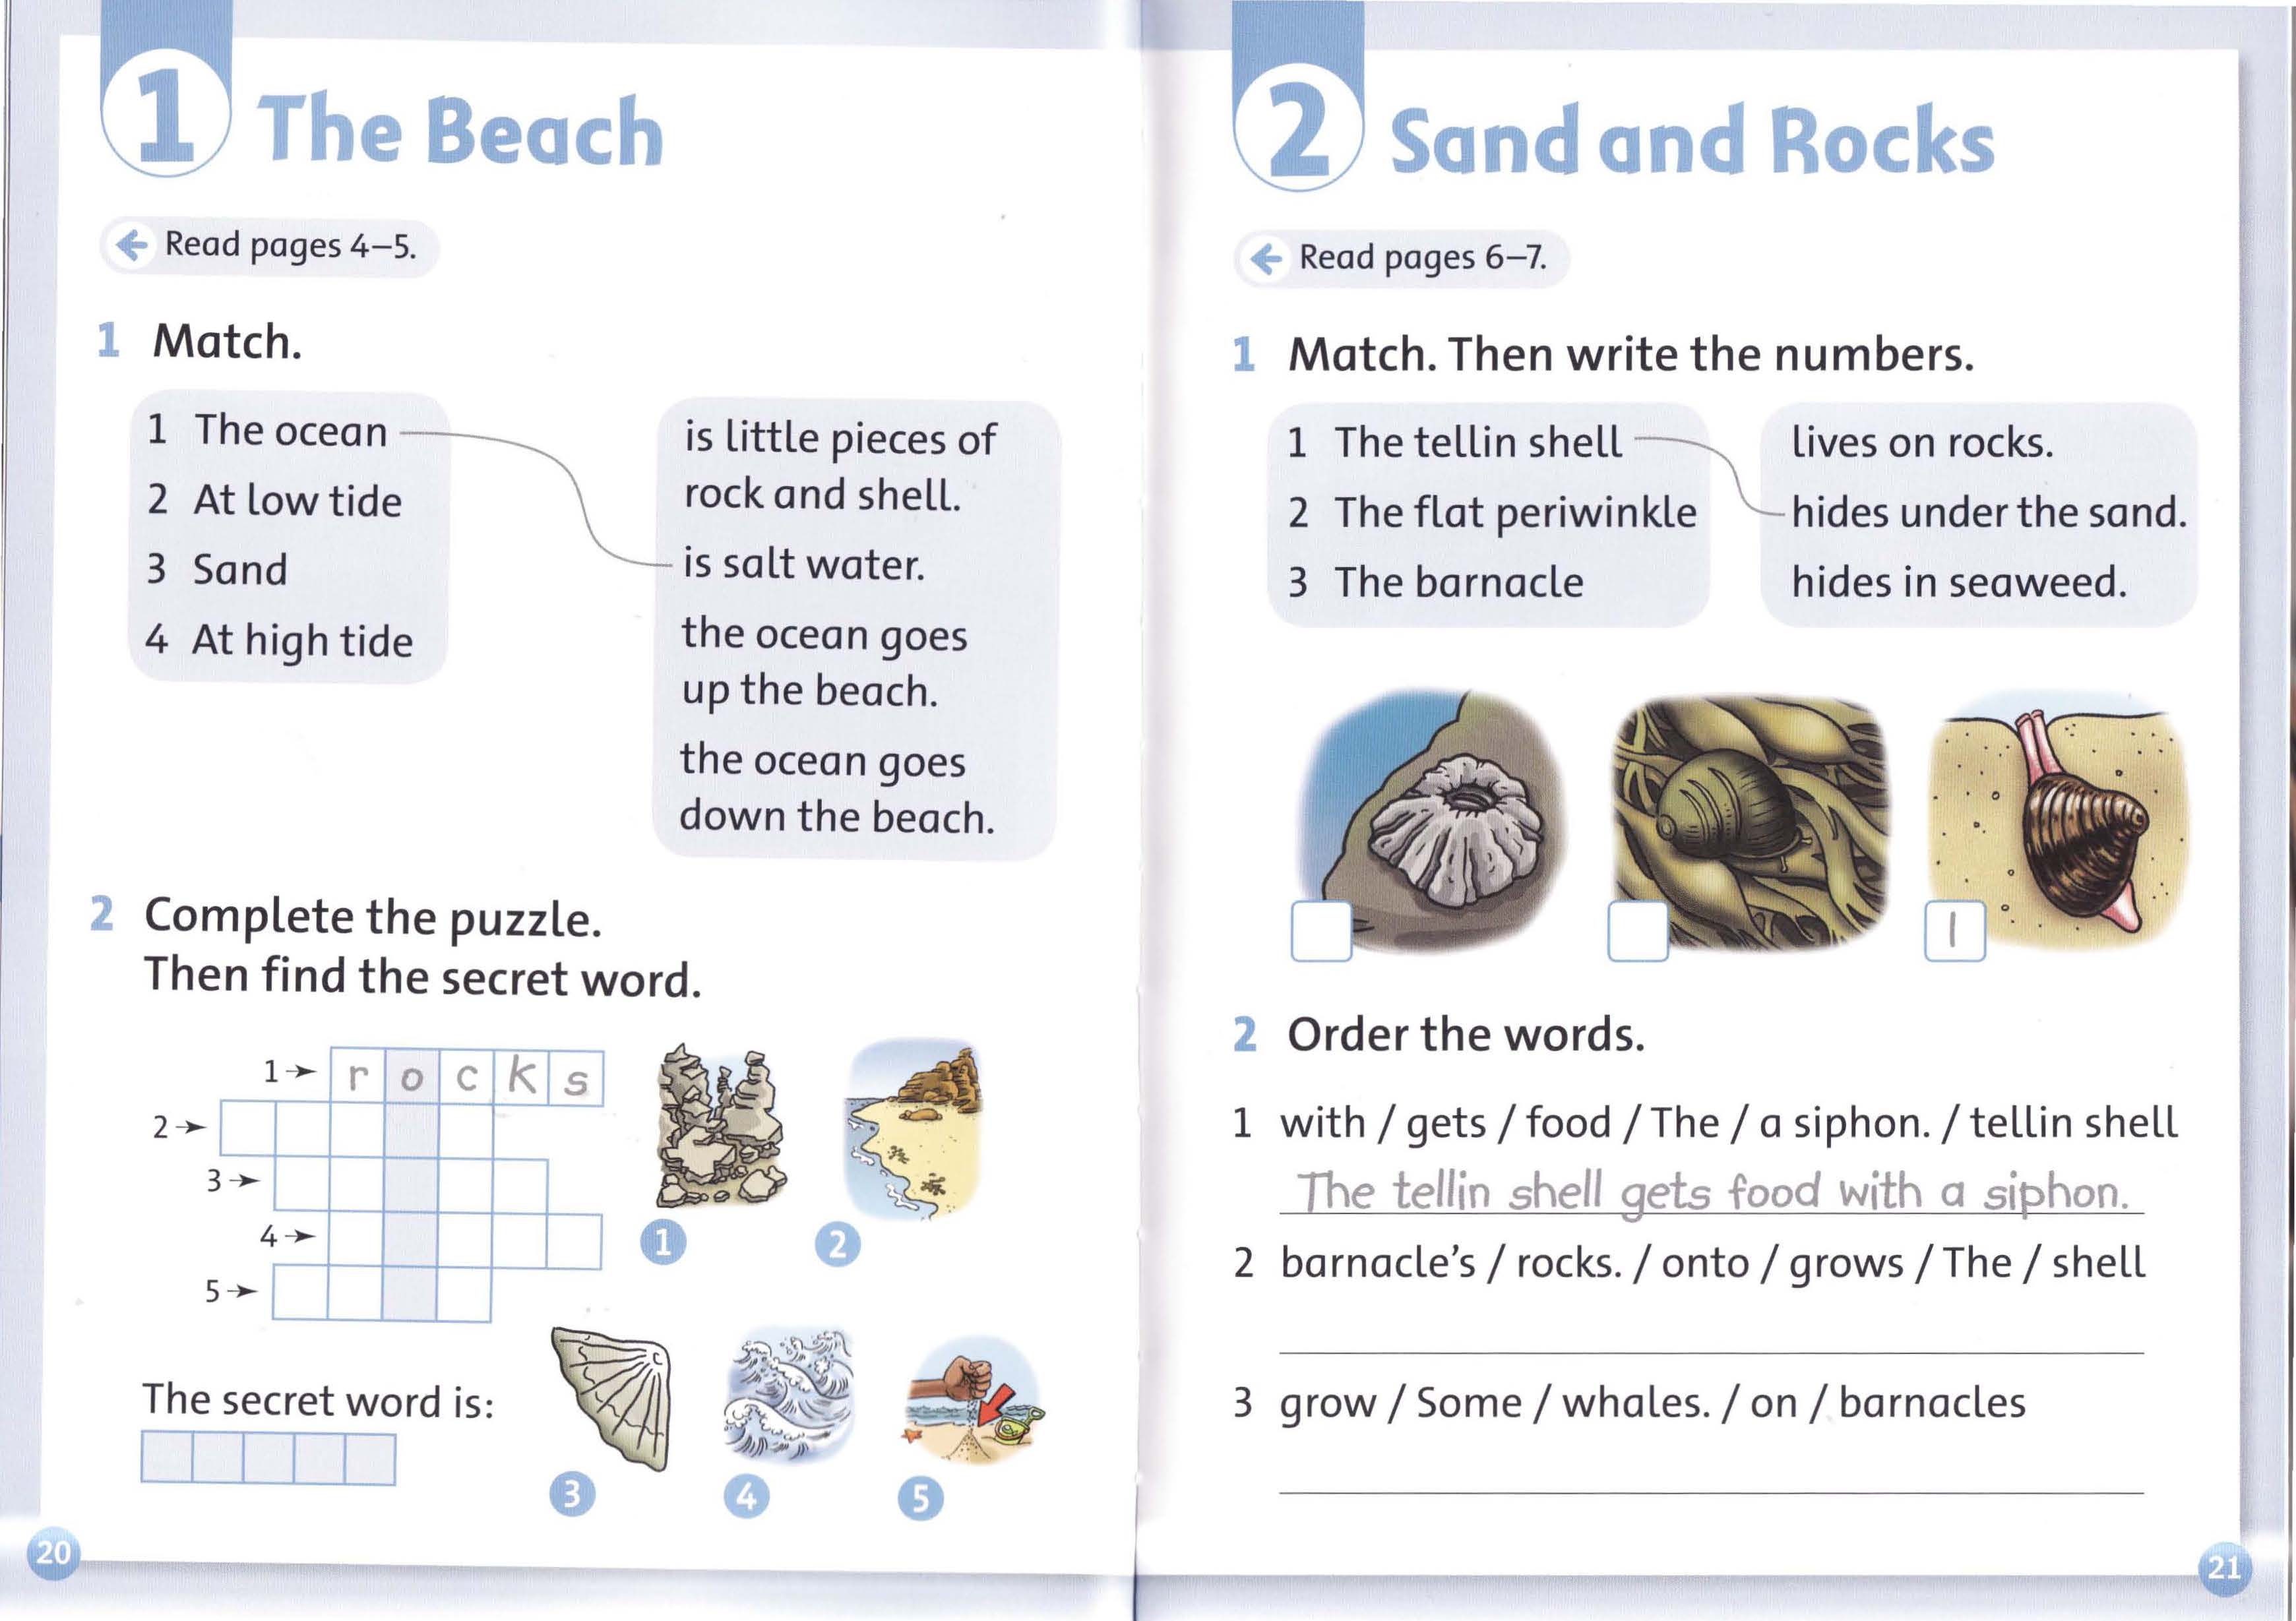 1 The Beach
← Read pages 4–5.
1 Match.
1 The ocean
2 At low tide
3 Sand
4 At high tide
is little pieces of
rock and shell.
is salt water.
the ocean goes
up the beach.
the ocean goes
down the beach.
2 Complete the puzzle.
Then find the secret word.
1→ r o c k s
2→
3→
4→
5→
1
2
3
4
5
The secret word is:
20
2 Sand and Rocks
← Read pages 6–7.
1 Match. Then write the numbers.
1 The tellin shell
2 The flat periwinkle
3 The barnacle
lives on rocks.
hides under the sand.
hides in seaweed.
1
2 Order the words.
1 with / gets / food / The / a siphon. / tellin shell
The tellin shell gets food with a siphon.
2 barnacle's / rocks. / onto / grows / The / shell
3 grow / Some / whales. / on / barnacles
21